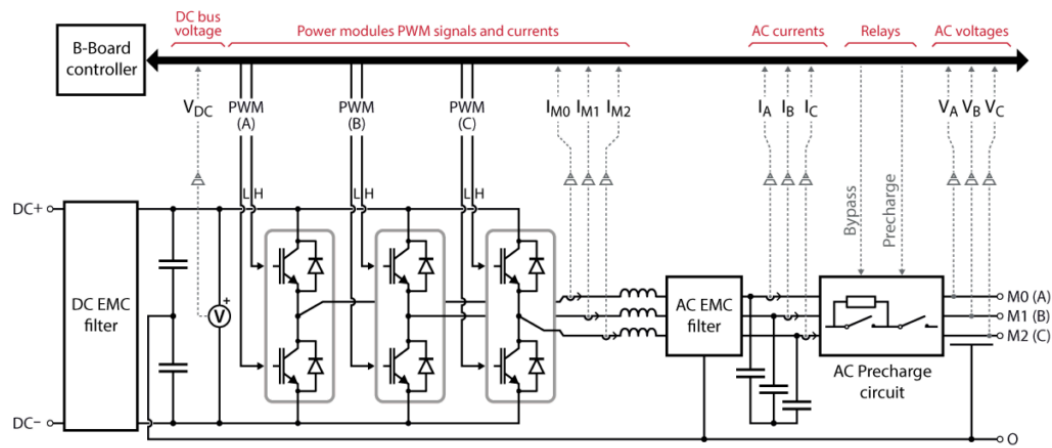 DC bus
voltage
Power modules PWM signals and currents
AC currents
Relays
AC voltages
B-Board
controller
V_DC
PWM
(A)
PWM
(B)
PWM
(C)
I_M0
I_M1
I_M2
I_A
I_B
I_C
V_A
V_B
V_C
Bypass
Precharge
L H
L H
L H
DC+
DC EMC
filter
+
V
AC EMC
filter
M0 (A)
M1 (B)
M2 (C)
AC Precharge
circuit
DC−
O